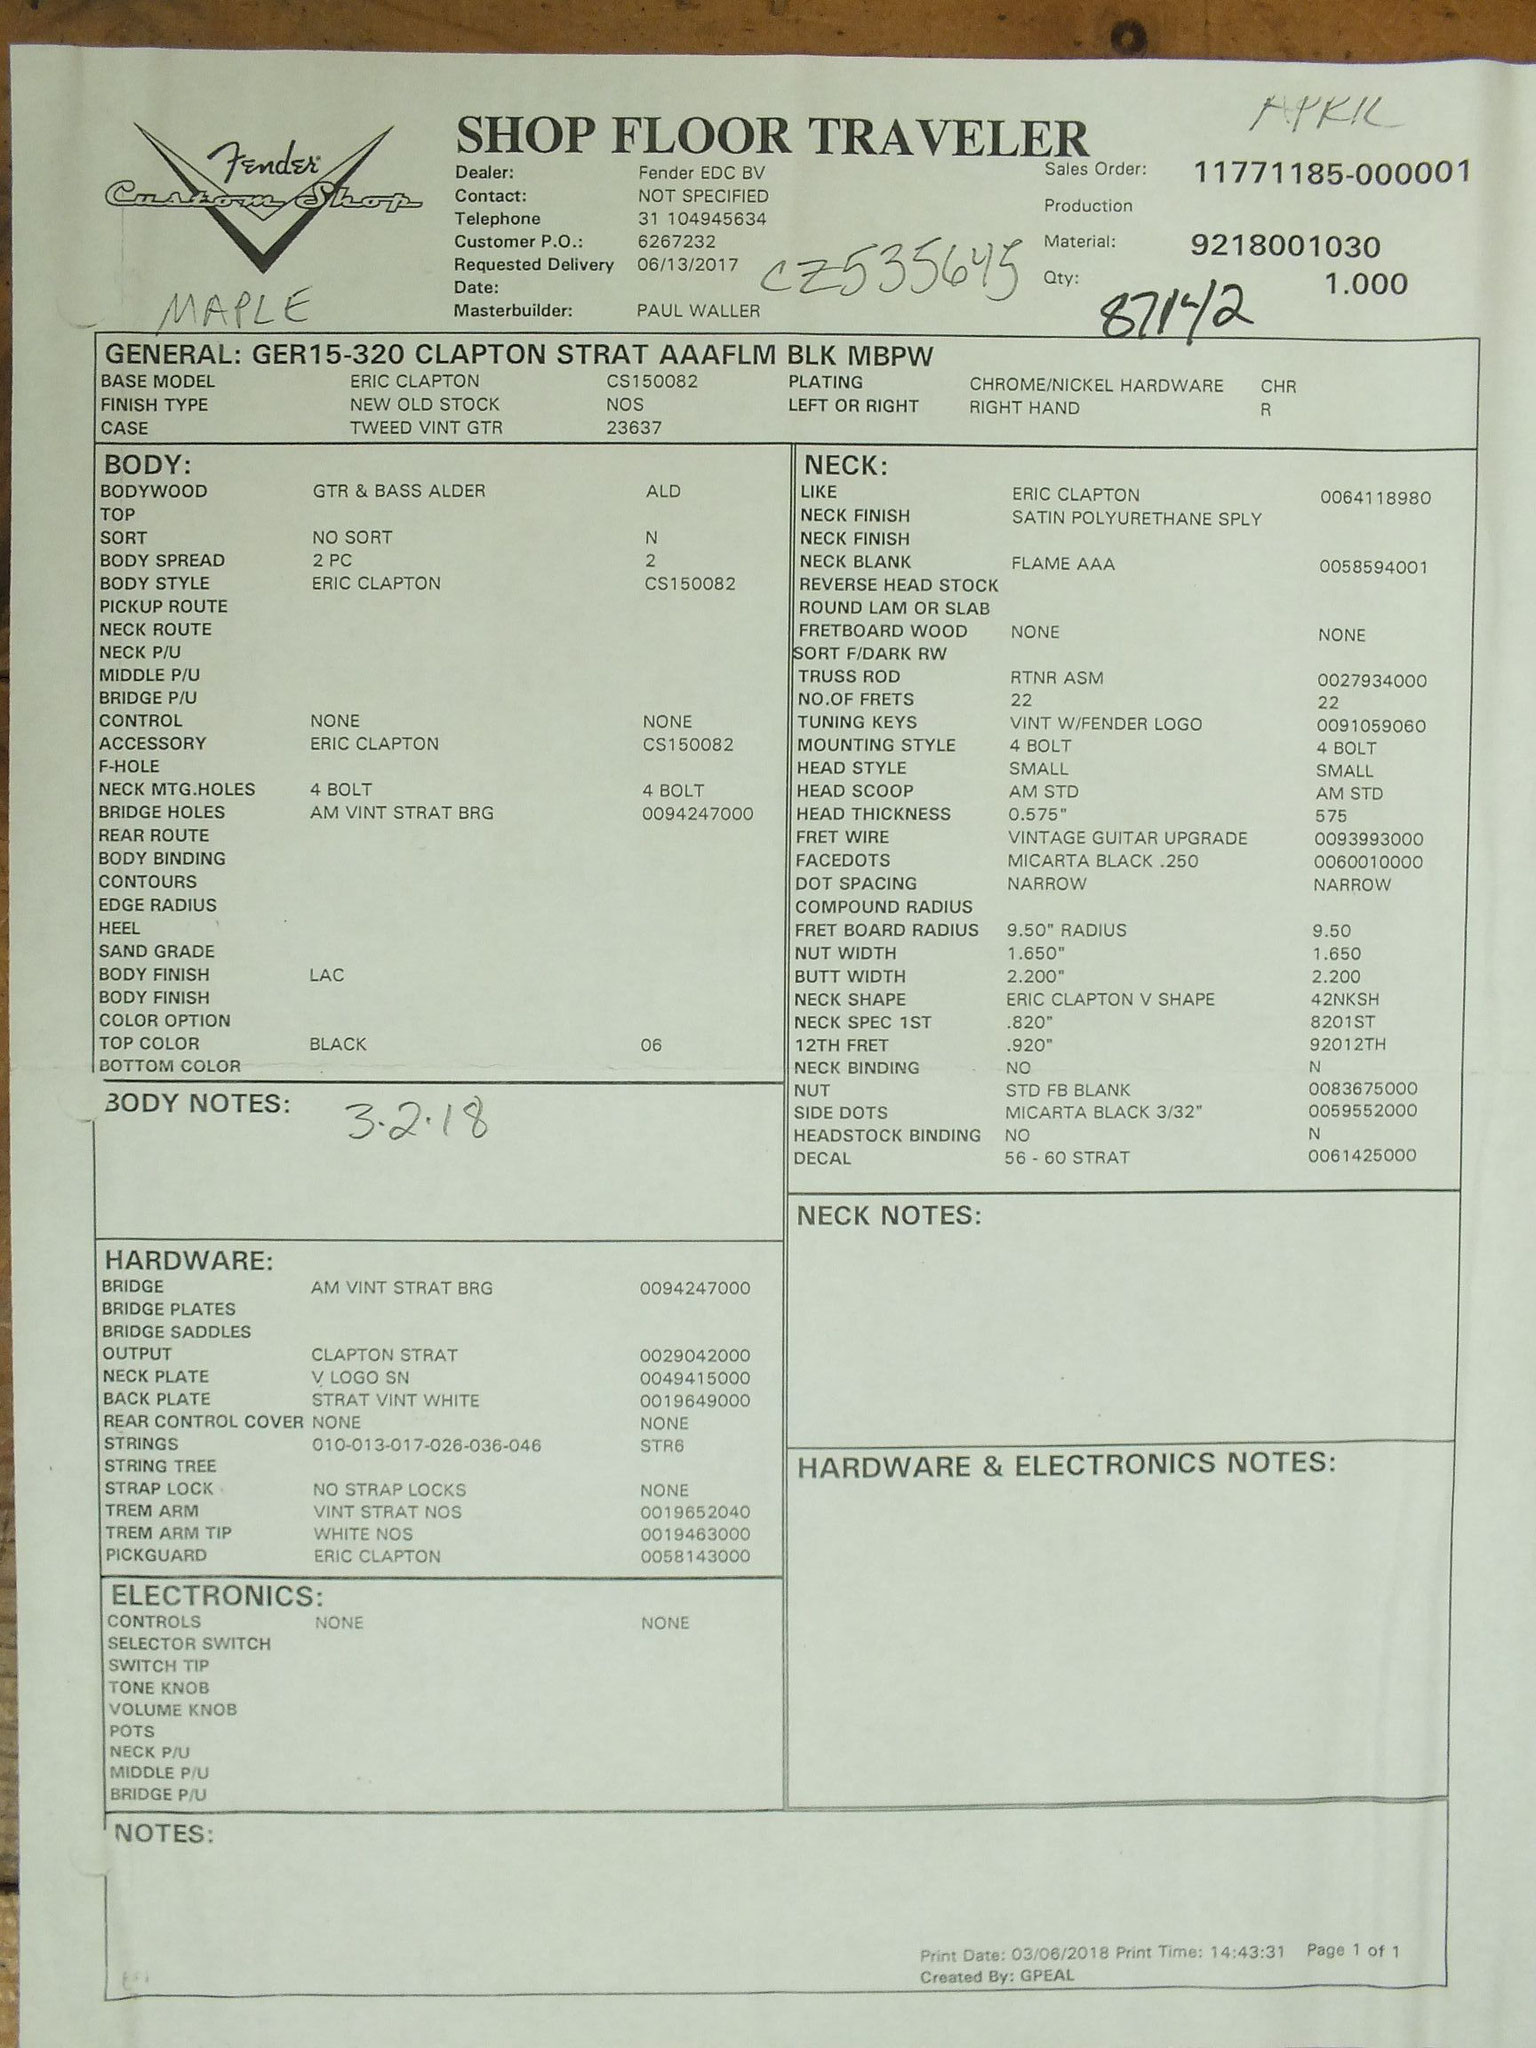 APRIL
Fender
Custom Shop
SHOP FLOOR TRAVELER
Dealer: Fender EDC BV
Contact: NOT SPECIFIED
Telephone 31 104945634
Customer P.O.: 6267232
Requested Delivery 06/13/2017
Date:
Masterbuilder: PAUL WALLER
Sales Order: 11771185-000001
Production
Material: 9218001030
Qty: 1.000
CZ535645
87142
MAPLE
GENERAL: GER15-320 CLAPTON STRAT AAAFLM BLK MBPW
BASE MODEL ERIC CLAPTON CS150082 PLATING CHROME/NICKEL HARDWARE CHR
FINISH TYPE NEW OLD STOCK NOS LEFT OR RIGHT RIGHT HAND R
CASE TWEED VINT GTR 23637
BODY:
BODYWOOD GTR & BASS ALDER ALD
TOP
SORT NO SORT N
BODY SPREAD 2 PC 2
BODY STYLE ERIC CLAPTON CS150082
PICKUP ROUTE
NECK ROUTE
NECK P/U
MIDDLE P/U
BRIDGE P/U
CONTROL NONE NONE
ACCESSORY ERIC CLAPTON CS150082
F-HOLE
NECK MTG.HOLES 4 BOLT 4 BOLT
BRIDGE HOLES AM VINT STRAT BRG 0094247000
REAR ROUTE
BODY BINDING
CONTOURS
EDGE RADIUS
HEEL
SAND GRADE
BODY FINISH LAC
BODY FINISH
COLOR OPTION
TOP COLOR BLACK 06
BOTTOM COLOR
BODY NOTES: 3.2.18
HARDWARE:
BRIDGE AM VINT STRAT BRG 0094247000
BRIDGE PLATES
BRIDGE SADDLES
OUTPUT CLAPTON STRAT 0029042000
NECK PLATE V LOGO SN 0049415000
BACK PLATE STRAT VINT WHITE 0019649000
REAR CONTROL COVER NONE NONE
STRINGS 010-013-017-026-036-046 STR6
STRING TREE
STRAP LOCK NO STRAP LOCKS NONE
TREM ARM VINT STRAT NOS 0019652040
TREM ARM TIP WHITE NOS 0019463000
PICKGUARD ERIC CLAPTON 0058143000
ELECTRONICS:
CONTROLS NONE NONE
SELECTOR SWITCH
SWITCH TIP
TONE KNOB
VOLUME KNOB
POTS
NECK P/U
MIDDLE P/U
BRIDGE P/U
NECK:
LIKE ERIC CLAPTON 0064118980
NECK FINISH SATIN POLYURETHANE SPLY
NECK FINISH
NECK BLANK FLAME AAA 0058594001
REVERSE HEAD STOCK
ROUND LAM OR SLAB
FRETBOARD WOOD NONE NONE
SORT F/DARK RW
TRUSS ROD RTNR ASM 0027934000
NO.OF FRETS 22 22
TUNING KEYS VINT W/FENDER LOGO 0091059060
MOUNTING STYLE 4 BOLT 4 BOLT
HEAD STYLE SMALL SMALL
HEAD SCOOP AM STD AM STD
HEAD THICKNESS 0.575" 575
FRET WIRE VINTAGE GUITAR UPGRADE 0093993000
FACEDOTS MICARTA BLACK .250 0060010000
DOT SPACING NARROW NARROW
COMPOUND RADIUS
FRET BOARD RADIUS 9.50" RADIUS 9.50
NUT WIDTH 1.650" 1.650
BUTT WIDTH 2.200" 2.200
NECK SHAPE ERIC CLAPTON V SHAPE 42NKSH
NECK SPEC 1ST .820" 8201ST
12TH FRET .920" 92012TH
NECK BINDING NO N
NUT STD FB BLANK 0083675000
SIDE DOTS MICARTA BLACK 3/32" 0059552000
HEADSTOCK BINDING NO N
DECAL 56 - 60 STRAT 0061425000
NECK NOTES:
HARDWARE & ELECTRONICS NOTES:
NOTES:
Print Date: 03/06/2018 Print Time: 14:43:31 Page 1 of 1
Created By: GPEAL